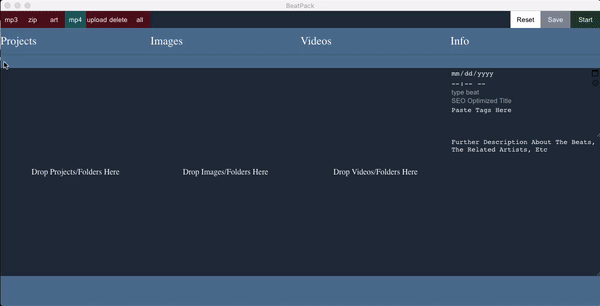 BeatPack
mp3 zip art mp4 upload delete all Reset Save Start
Projects Images Videos Info
mm/dd/yyyy
--:-- --
type beat
SEO Optimized Title
Paste Tags Here
Further Description About The Beats,
The Related Artists, Etc
Drop Projects/Folders Here Drop Images/Folders Here Drop Videos/Folders Here